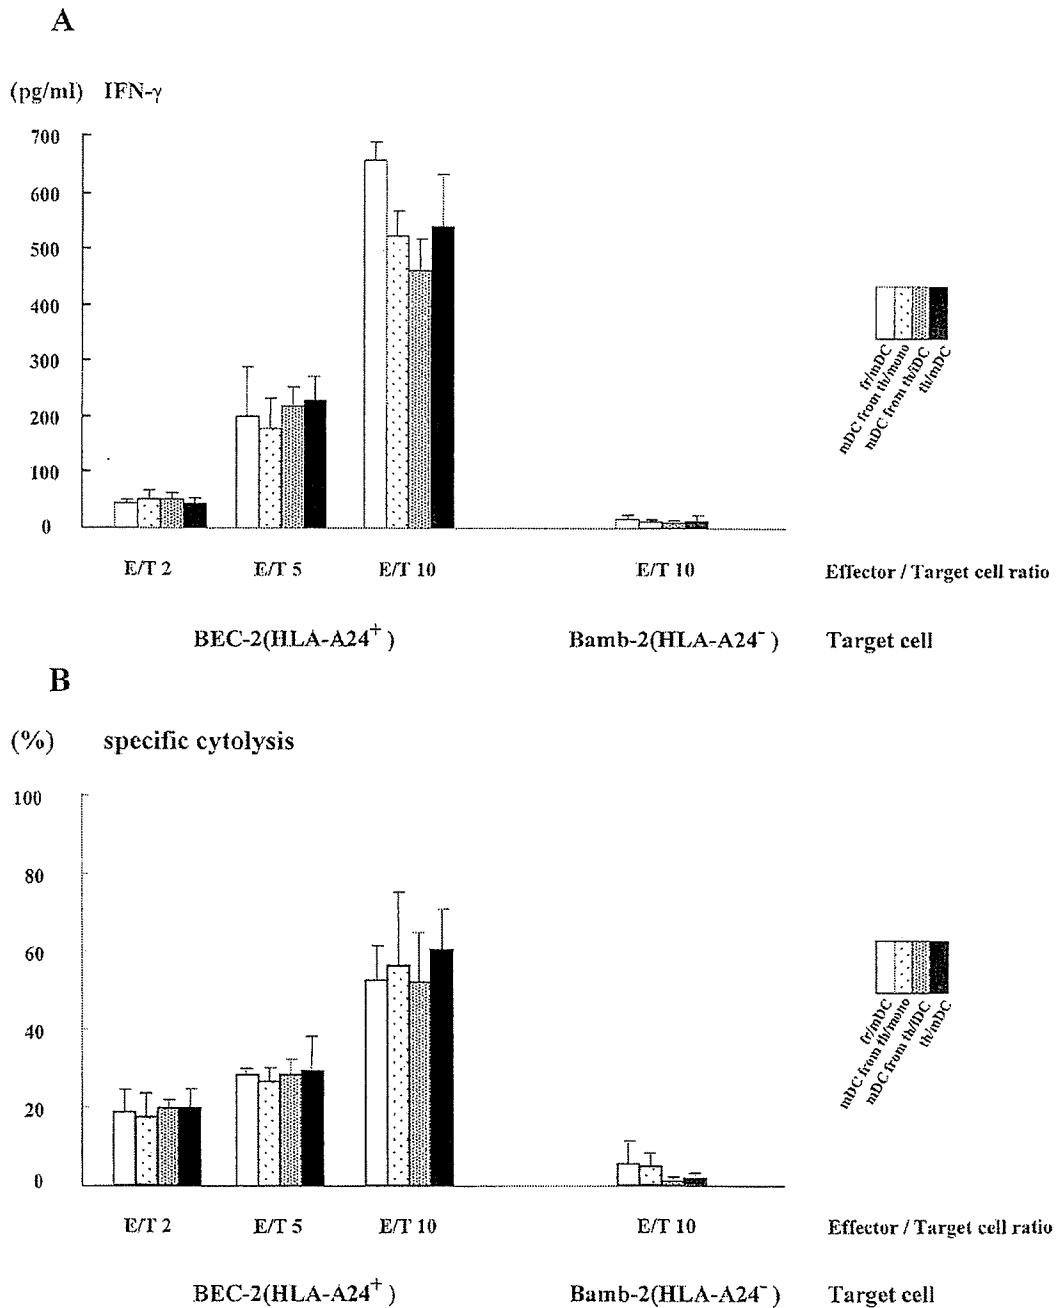 A
(pg/ml) IFN-γ
700
600
500
400
300
200
100
0
fr/mDC
mDC from th/mono
mDC from th/iDC
th/mDC
E/T 2 E/T 5 E/T 10 E/T 10 Effector / Target cell ratio
BEC-2(HLA-A24⁺) Bamb-2(HLA-A24⁻) Target cell
B
(%) specific cytolysis
100
80
60
40
20
0
fr/mDC
mDC from th/mono
mDC from th/iDC
th/mDC
E/T 2 E/T 5 E/T 10 E/T 10 Effector / Target cell ratio
BEC-2(HLA-A24⁺) Bamb-2(HLA-A24⁻) Target cell